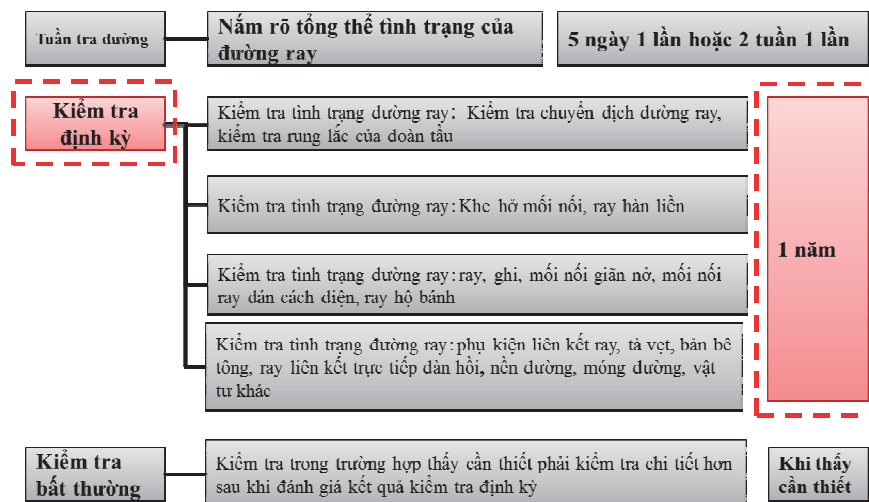 Tuần tra đường
Nắm rõ tổng thể tình trạng của
đường ray
5 ngày 1 lần hoặc 2 tuần 1 lần
Kiểm tra
định kỳ
Kiểm tra tình trạng đường ray: Kiểm tra chuyển dịch đường ray,
kiểm tra rung lắc của đoàn tầu
Kiểm tra tình trạng đường ray:Khe hở mối nối, ray hàn liền
Kiểm tra tình trạng đường ray:ray, ghi, mối nối giãn nở, mối nối
ray dán cách điện, ray hộ bánh
Kiểm tra tình trạng đường ray:phụ kiện liên kết ray, tà vẹt, bản bê
tông, ray liên kết trực tiếp đàn hồi, nền đường, móng đường, vật
tư khác
1 năm
Kiểm tra
bất thường
Kiểm tra trong trường hợp thấy cần thiết phải kiểm tra chi tiết hơn
sau khi đánh giá kết quả kiểm tra định kỳ
Khi thấy
cần thiết